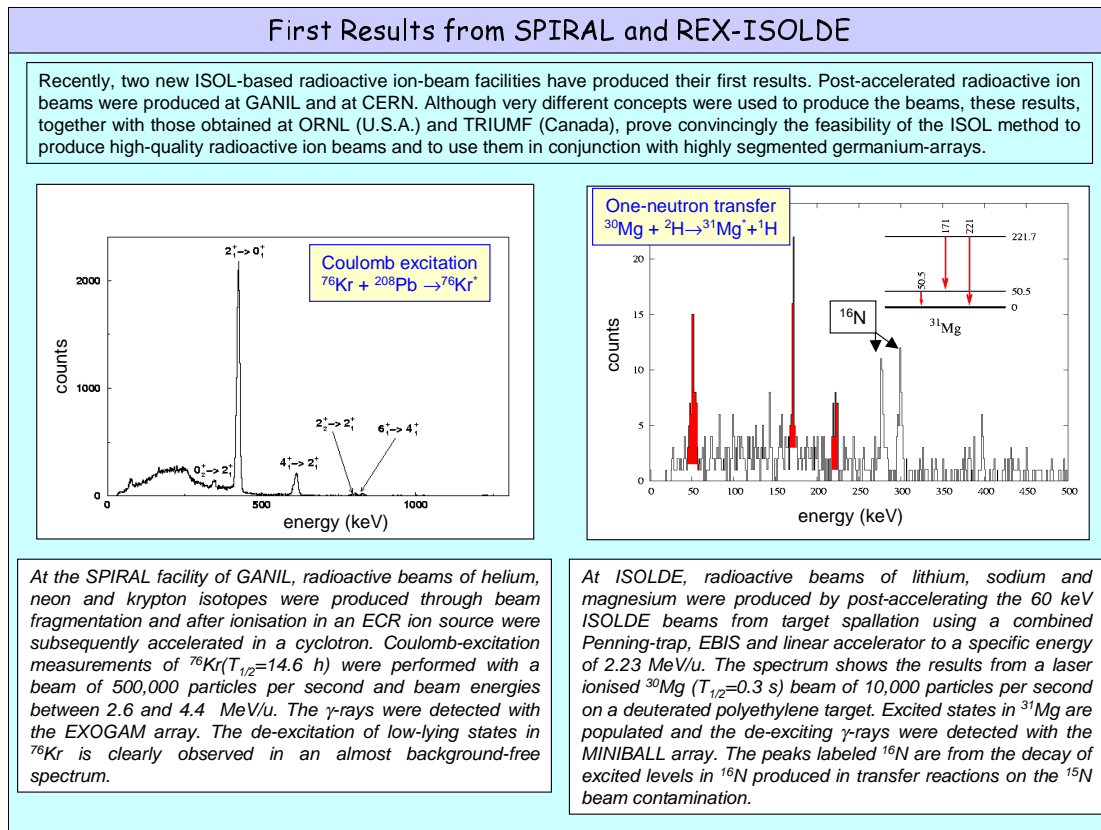 First Results from SPIRAL and REX-ISOLDE
Recently, two new ISOL-based radioactive ion-beam facilities have produced their first results. Post-accelerated radioactive ion
beams were produced at GANIL and at CERN. Although very different concepts were used to produce the beams, these results,
together with those obtained at ORNL (U.S.A.) and TRIUMF (Canada), prove convincingly the feasibility of the ISOL method to
produce high-quality radioactive ion beams and to use them in conjunction with highly segmented germanium-arrays.
2₁⁺->0₁⁺
Coulomb excitation
⁷⁶Kr + ²⁰⁸Pb →⁷⁶Kr*
2000
1000
0
counts
0₂⁺->2₁⁺
4₁⁺->2₁⁺
2₂⁺->2₁⁺
6₁⁺->4₁⁺
0
500
1000
energy (keV)
One-neutron transfer
³⁰Mg + ²H→³¹Mg*+¹H
20
15
10
5
0
counts
171
221
221.7
50.5
50.5
0
³¹Mg
¹⁶N
0 50 100 150 200 250 300 350 400 450 500
energy (keV)
At the SPIRAL facility of GANIL, radioactive beams of helium,
neon and krypton isotopes were produced through beam
fragmentation and after ionisation in an ECR ion source were
subsequently accelerated in a cyclotron. Coulomb-excitation
measurements of ⁷⁶Kr(T₁/₂=14.6 h) were performed with a
beam of 500,000 particles per second and beam energies
between 2.6 and 4.4 MeV/u. The γ-rays were detected with
the EXOGAM array. The de-excitation of low-lying states in
⁷⁶Kr is clearly observed in an almost background-free
spectrum.
At ISOLDE, radioactive beams of lithium, sodium and
magnesium were produced by post-accelerating the 60 keV
ISOLDE beams from target spallation using a combined
Penning-trap, EBIS and linear accelerator to a specific energy
of 2.23 MeV/u. The spectrum shows the results from a laser
ionised ³⁰Mg (T₁/₂=0.3 s) beam of 10,000 particles per second
on a deuterated polyethylene target. Excited states in ³¹Mg are
populated and the de-exciting γ-rays were detected with the
MINIBALL array. The peaks labeled ¹⁶N are from the decay of
excited levels in ¹⁶N produced in transfer reactions on the ¹⁵N
beam contamination.